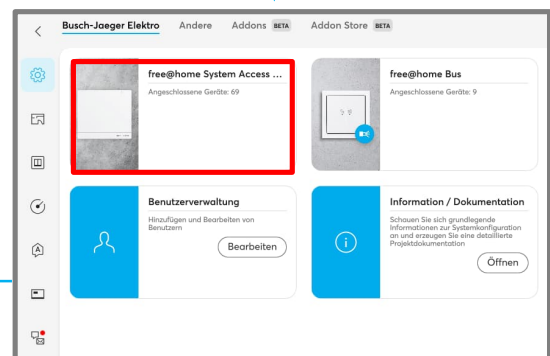 Busch-Jaeger Elektro
Andere
Addons BETA
Addon Store BETA
free@home System Access ...
Angeschlossene Geräte: 69
free@home Bus
Angeschlossene Geräte: 9
Benutzerverwaltung
Hinzufügen und Bearbeiten von
Benutzern
Bearbeiten
Information / Dokumentation
Schauen Sie sich grundlegende
Informationen zur Systemkonfiguration
an und erzeugen Sie eine detaillierte
Projektdokumentation
Öffnen
A